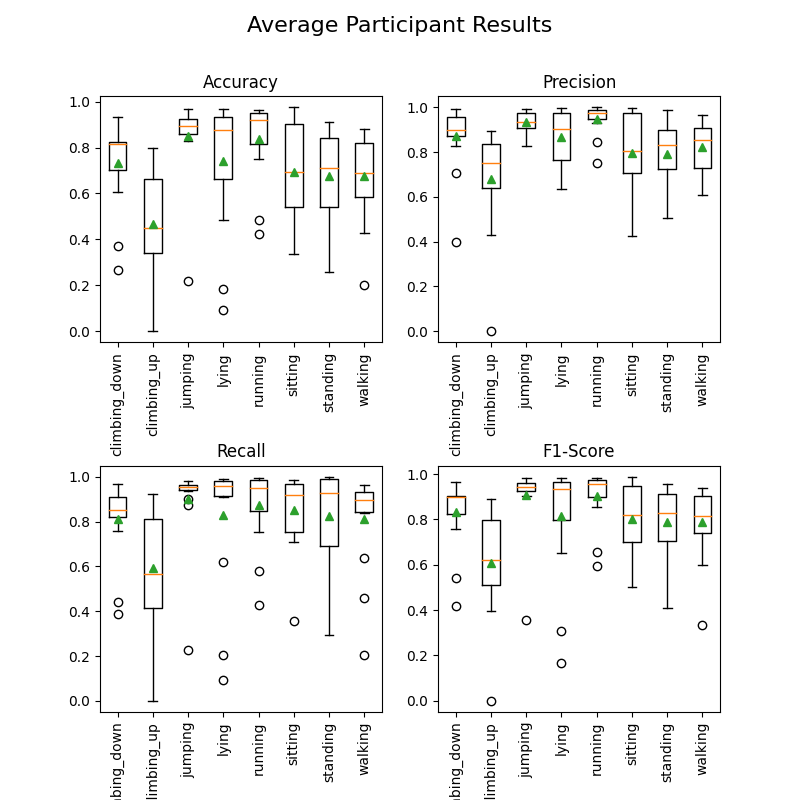 Average Participant Results
Accuracy
1.0
0.8
0.6
0.4
0.2
0.0
climbing_down
climbing_up
jumping
lying
running
sitting
standing
walking
Precision
1.0
0.8
0.6
0.4
0.2
0.0
climbing_down
climbing_up
jumping
lying
running
sitting
standing
walking
Recall
1.0
0.8
0.6
0.4
0.2
0.0
nbing_down
limbing_up
jumping
lying
running
sitting
standing
walking
F1-Score
1.0
0.8
0.6
0.4
0.2
0.0
nbing_down
limbing_up
jumping
lying
running
sitting
standing
walking